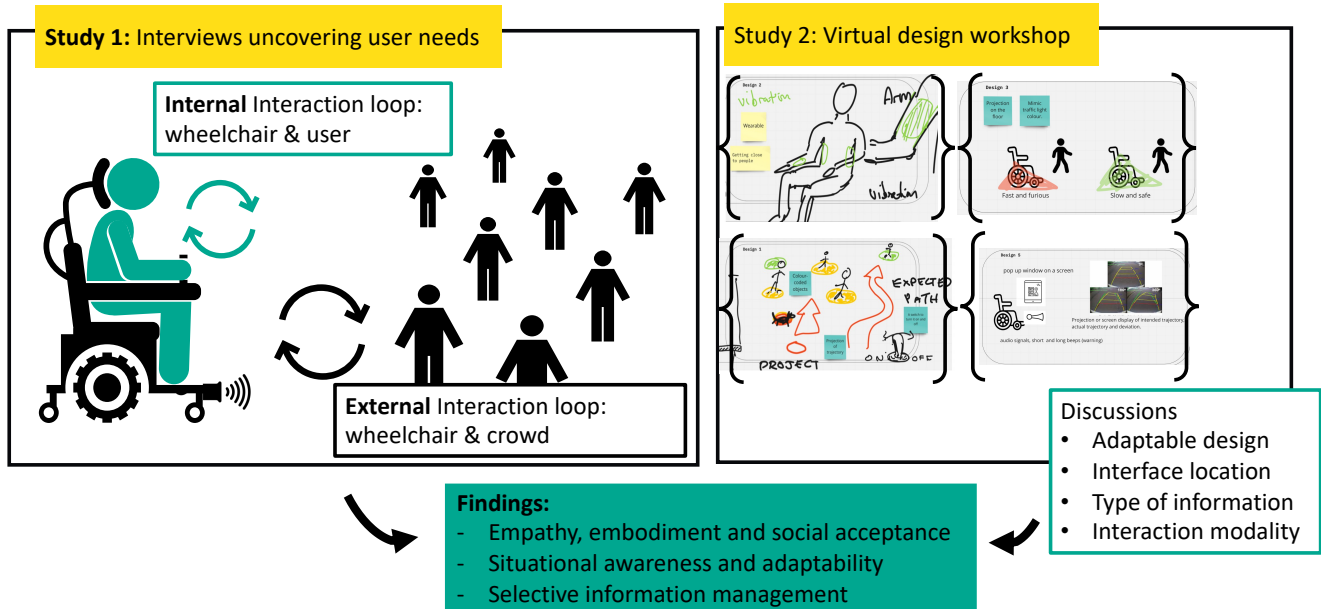 Study 1: Interviews uncovering user needs
Internal Interaction loop:
wheelchair & user
External Interaction loop:
wheelchair & crowd
Study 2: Virtual design workshop
Design 2
vibration
Wearable
Getting close
to people
Arm
vibration
Design 3
Projection
on the
floor
Mimic
traffic light
colour.
Fast and furious
Slow and safe
Design 1
Colour-
coded
objects
EXPECTED
PATH
Projection of
trajectory
PROJECT
ON
OFF
Design 5
pop up window on a screen
Projection or screen display of intended trajectory,
actual trajectory and deviation.
audio signals, short and long beeps (warning)
Discussions
• Adaptable design
• Interface location
• Type of information
• Interaction modality
Findings:
- Empathy, embodiment and social acceptance
- Situational awareness and adaptability
- Selective information management